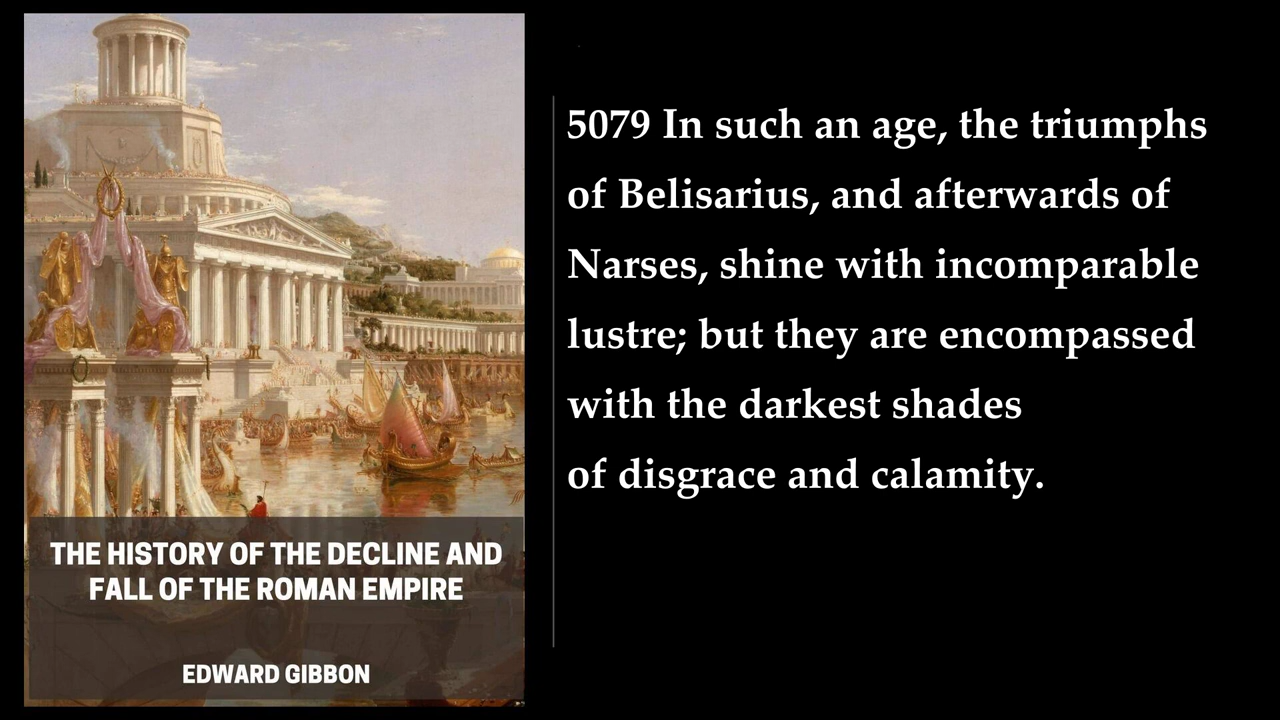 5079 In such an age, the triumphs
of Belisarius, and afterwards of
Narses, shine with incomparable
lustre; but they are encompassed
with the darkest shades
of disgrace and calamity.
THE HISTORY OF THE DECLINE AND
FALL OF THE ROMAN EMPIRE
EDWARD GIBBON